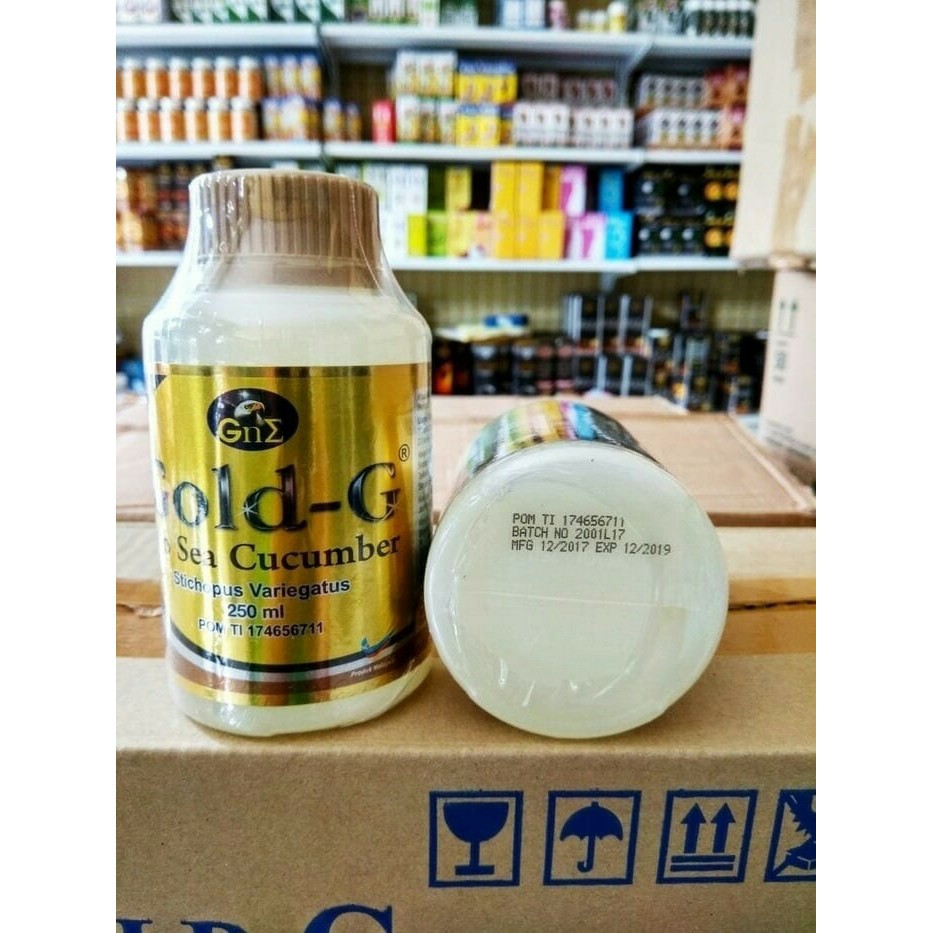 GnΣ
Gold-G®
Sea Cucumber
Stichopus Variegatus
250 ml
POM TI 174656711
Produk
POM TI 174656711
BATCH NO 2001L17
MFG 12/2017 EXP 12/2019